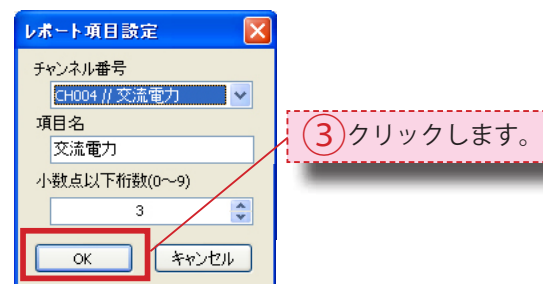 レポート項目設定
チャンネル番号
CH004 // 交流電力
項目名
交流電力
小数点以下桁数(0～9)
3
OK キャンセル
③クリックします。